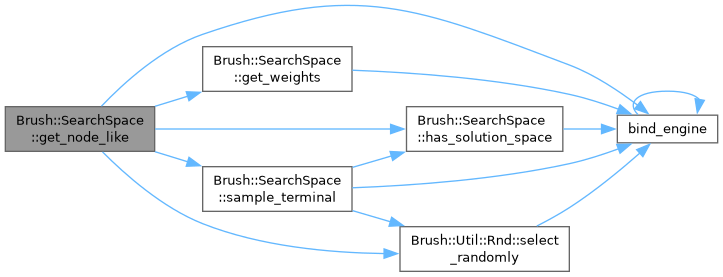 Brush::SearchSpace
::get_node_like
Brush::SearchSpace
::get_weights
Brush::SearchSpace
::has_solution_space
bind_engine
Brush::SearchSpace
::sample_terminal
Brush::Util::Rnd::select
_randomly